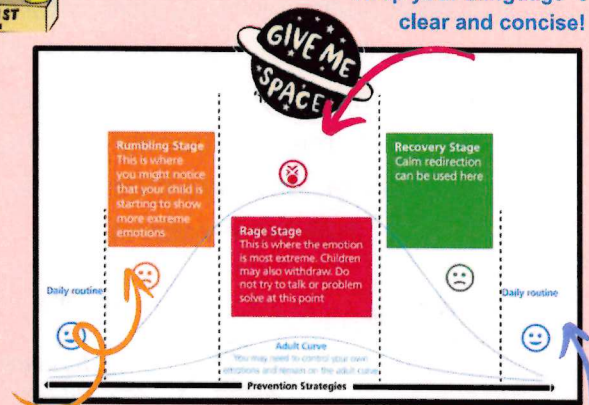 ST
clear and concise!
GIVE ME
SPACE
Rumbling Stage
This is where
you might notice
that your child is
starting to show
more extreme
emotions
Rage Stage
This is where the emotion
is most extreme. Children
may also withdraw. Do
not try to talk or problem
solve at this point
Recovery Stage
Calm redirection
can be used here
Daily routine
Daily routine
Adult Curve
You may need to control your own
emotions and remain on the adult curve
Prevention Strategies